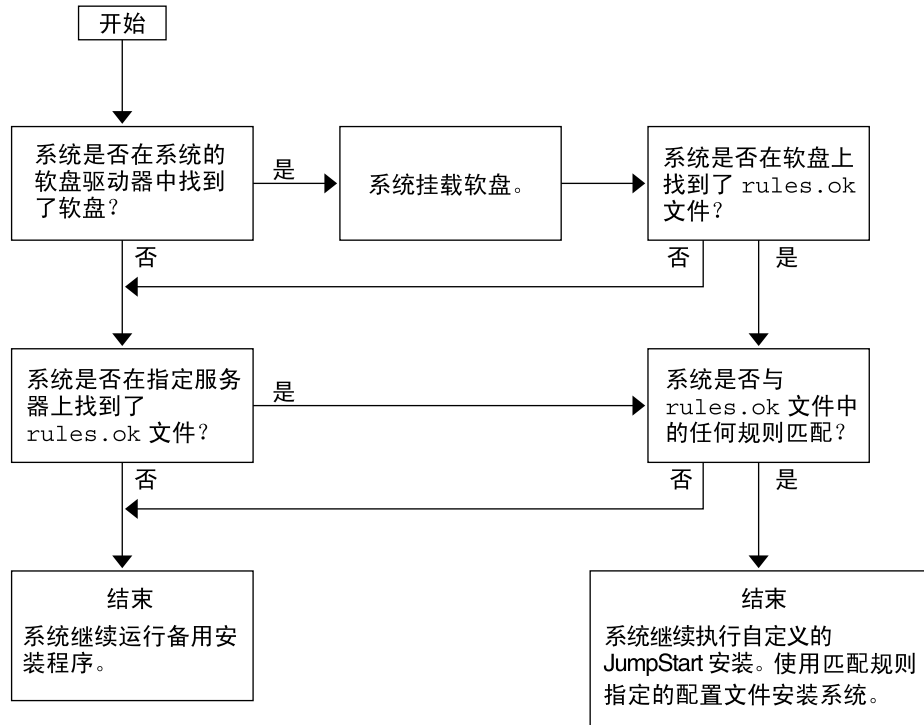 开始
系统是否在系统的
软盘驱动器中找到
了软盘?
是
系统挂载软盘。
系统是否在软盘上
找到了 rules.ok
文件?
否
否
是
系统是否在指定服务
器上找到了
rules.ok 文件?
是
系统是否与
rules.ok 文件中
的任何规则匹配?
否
否
是
结束
系统继续运行备用安
装程序。
结束
系统继续执行自定义的
JumpStart 安装。使用匹配规则
指定的配置文件安装系统。